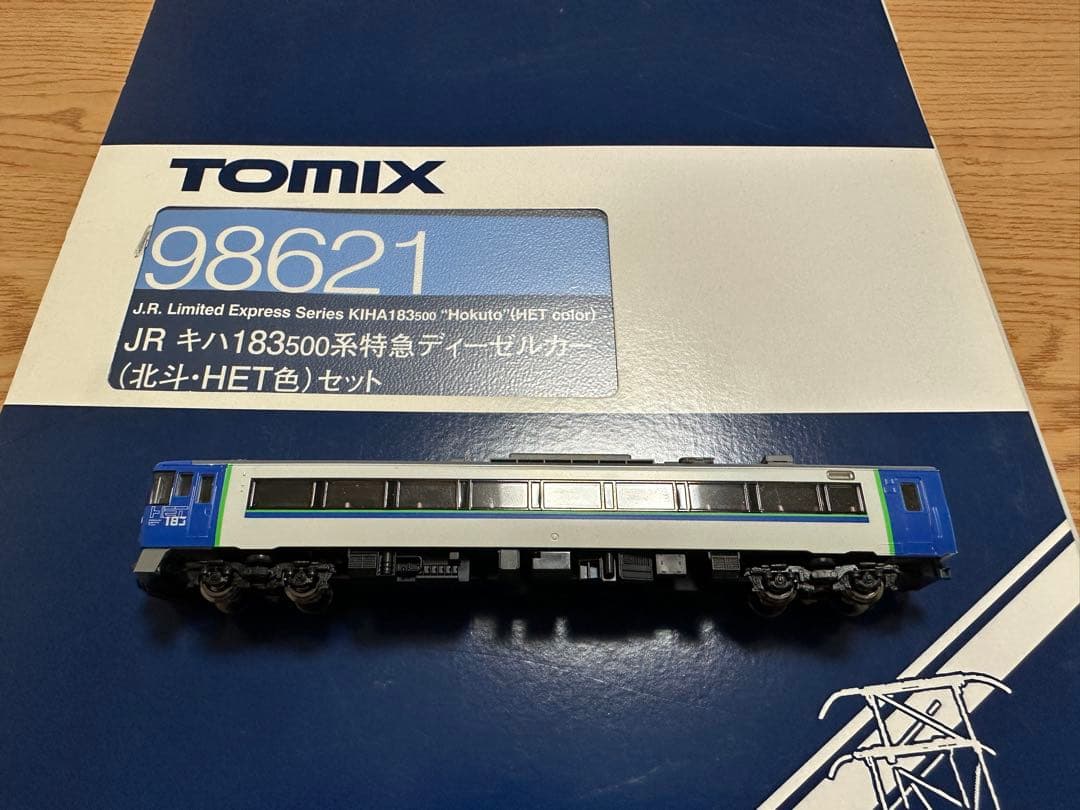 TOMIX
98621
J.R. Limited Express Series KIHA183500 "Hokuto"(HET color)
JR キハ183500系特急ディーゼルカー
(北斗・HET色)セット
HET
183